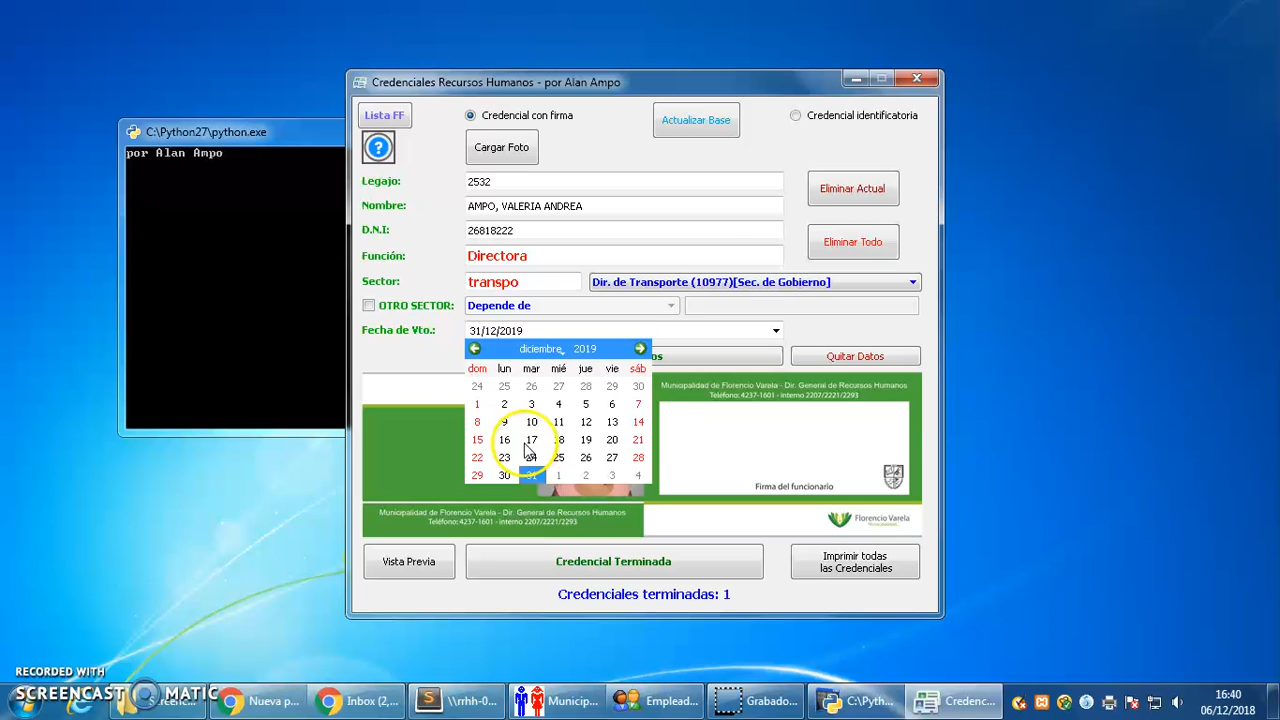 Credenciales Recursos Humanos - por Alan Ampo
Lista FF
Credencial con firma
Actualizar Base
Credencial identificatoria
?
Cargar Foto
C:\Python27\python.exe
por Alan Ampo
Legajo: 2532
Eliminar Actual
Nombre: AMPO, VALERIA ANDREA
D.N.I: 26818222
Eliminar Todo
Función: Directora
Sector: transpo Dir. de Transporte (10977)[Sec. de Gobierno]
OTRO SECTOR: Depende de
Fecha de Vto.: 31/12/2019
diciembre 2019
os
Quitar Datos
dom lun mar mié jue vie sáb
24 25 26 27 28 29 30
1 2 3 4 5 6 7
8 9 10 11 12 13 14
15 16 17 18 19 20 21
22 23 24 25 26 27 28
29 30 31 1 2 3 4
Municipalidad de Florencio Varela - Dir. General de Recursos Humanos
Teléfono: 4237-1601 - interno 2207/2221/2293
Firma del funcionario
Municipalidad de Florencio Varela - Dir. General de Recursos Humanos
Teléfono: 4237-1601 - interno 2207/2221/2293
Florencio Varela
Vista Previa
Credencial Terminada
Imprimir todas
las Credenciales
Credenciales terminadas: 1
RECORDED WITH
SCREENCAST MATIC
Nueva p...
Inbox (2,...
\\rrhh-0...
Municip...
Emplead...
Grabado...
C:\Pyth...
Credenc...
16:40
06/12/2018